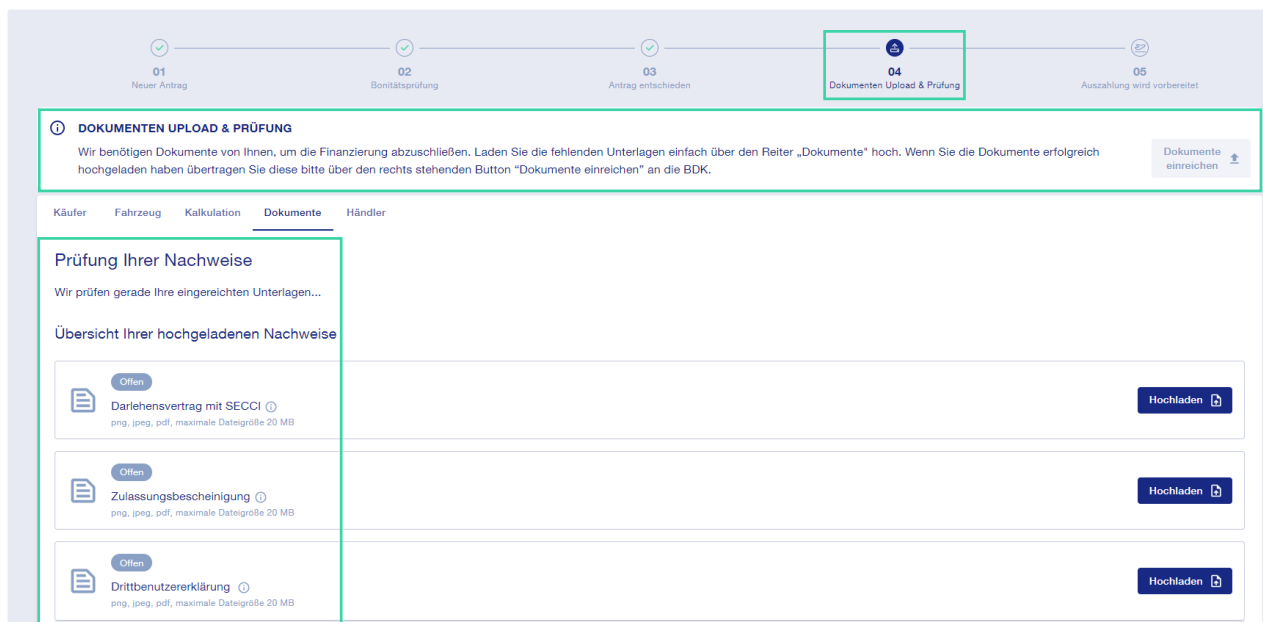 01
Neuer Antrag
02
Bonitätsprüfung
03
Antrag entschieden
04
Dokumenten Upload & Prüfung
05
Auszahlung wird vorbereitet
DOKUMENTEN UPLOAD & PRÜFUNG
Wir benötigen Dokumente von Ihnen, um die Finanzierung abzuschließen. Laden Sie die fehlenden Unterlagen einfach über den Reiter „Dokumente" hoch. Wenn Sie die Dokumente erfolgreich
hochgeladen haben übertragen Sie diese bitte über den rechts stehenden Button “Dokumente einreichen” an die BDK.
Dokumente
einreichen
Käufer Fahrzeug Kalkulation Dokumente Händler
Prüfung Ihrer Nachweise
Wir prüfen gerade Ihre eingereichten Unterlagen...
Übersicht Ihrer hochgeladenen Nachweise
Offen
Darlehensvertrag mit SECCI
png, jpeg, pdf, maximale Dateigröße 20 MB
Hochladen
Offen
Zulassungsbescheinigung
png, jpeg, pdf, maximale Dateigröße 20 MB
Hochladen
Offen
Drittbenutzererklärung
png, jpeg, pdf, maximale Dateigröße 20 MB
Hochladen